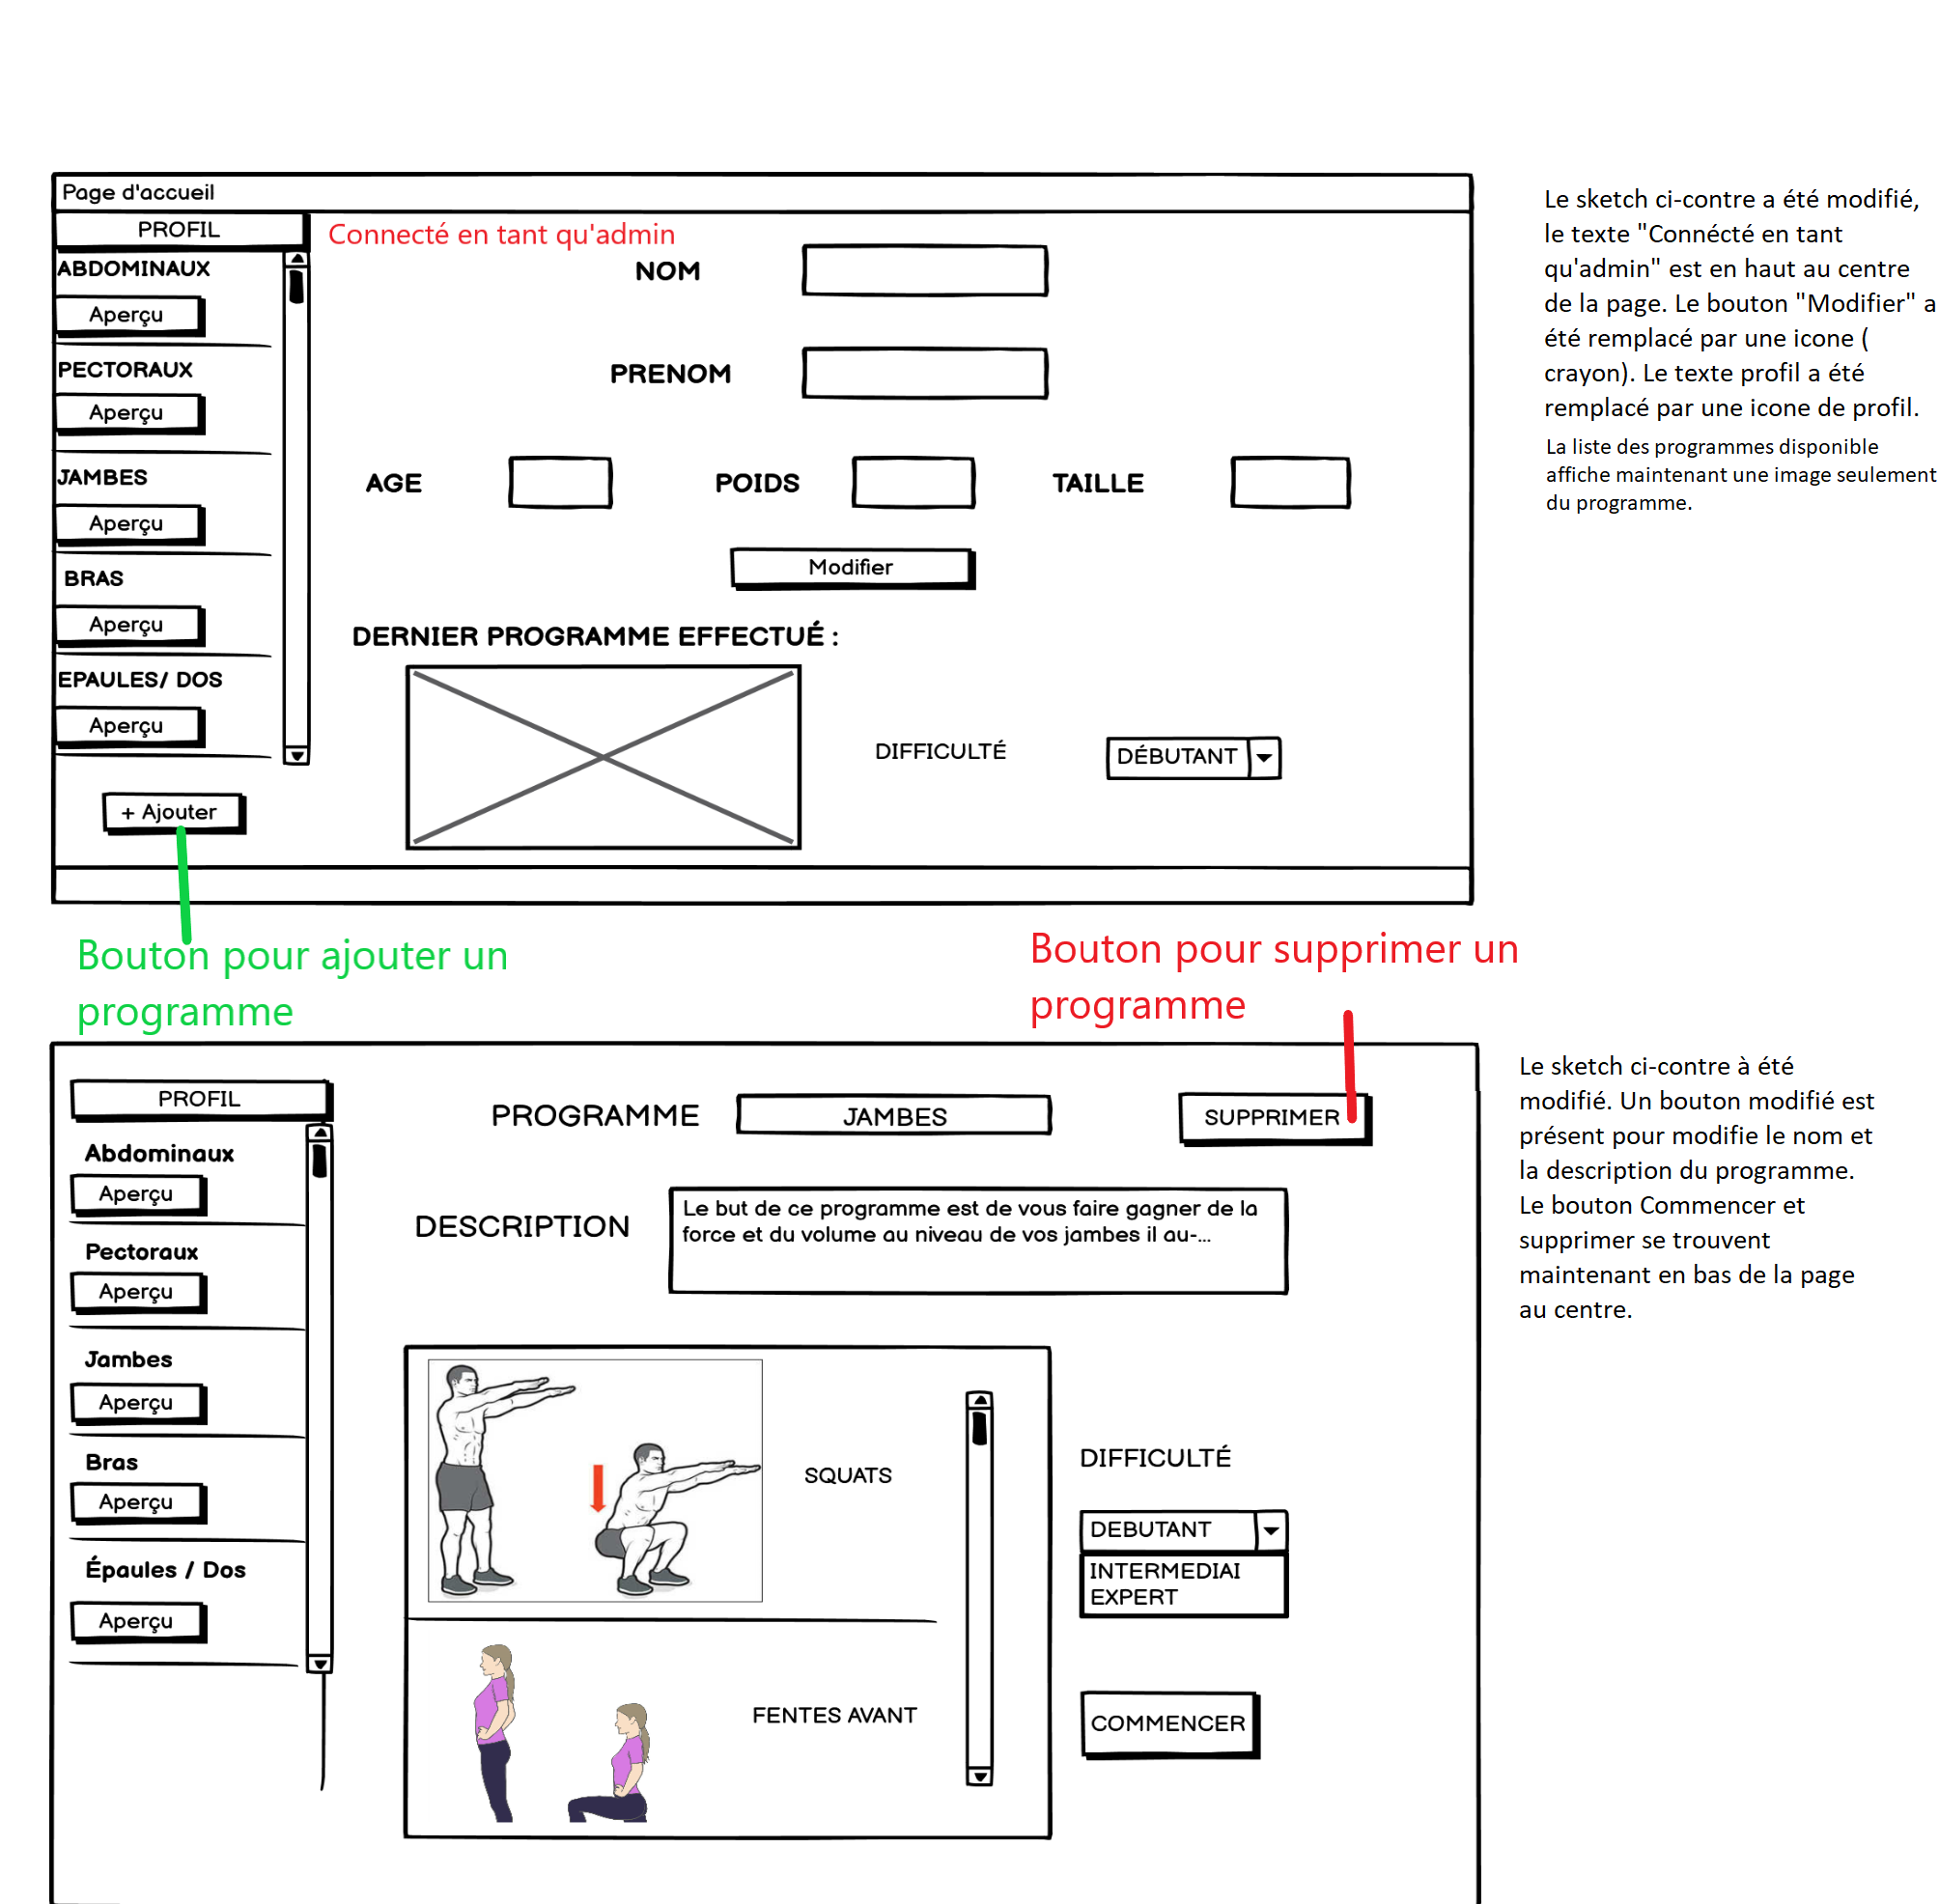 Page d'accueil
PROFIL
Connecté en tant qu'admin
ABDOMINAUX
Aperçu
PECTORAUX
Aperçu
JAMBES
Aperçu
BRAS
Aperçu
EPAULES/ DOS
Aperçu
+ Ajouter
NOM
PRENOM
AGE
POIDS
TAILLE
Modifier
DERNIER PROGRAMME EFFECTUÉ :
DIFFICULTÉ
DÉBUTANT
Le sketch ci-contre a été modifié,
le texte "Connécté en tant
qu'admin" est en haut au centre
de la page. Le bouton "Modifier" a
été remplacé par une icone (
crayon). Le texte profil a été
remplacé par une icone de profil.
La liste des programmes disponible
affiche maintenant une image seulement
du programme.
Bouton pour ajouter un
programme
Bouton pour supprimer un
programme
PROFIL
Abdominaux
Aperçu
Pectoraux
Aperçu
Jambes
Aperçu
Bras
Aperçu
Épaules / Dos
Aperçu
PROGRAMME
JAMBES
SUPPRIMER
DESCRIPTION
Le but de ce programme est de vous faire gagner de la
force et du volume au niveau de vos jambes il au-...
SQUATS
FENTES AVANT
DIFFICULTÉ
DEBUTANT
INTERMEDIAI
EXPERT
COMMENCER
Le sketch ci-contre à été
modifié. Un bouton modifié est
présent pour modifie le nom et
la description du programme.
Le bouton Commencer et
supprimer se trouvent
maintenant en bas de la page
au centre.